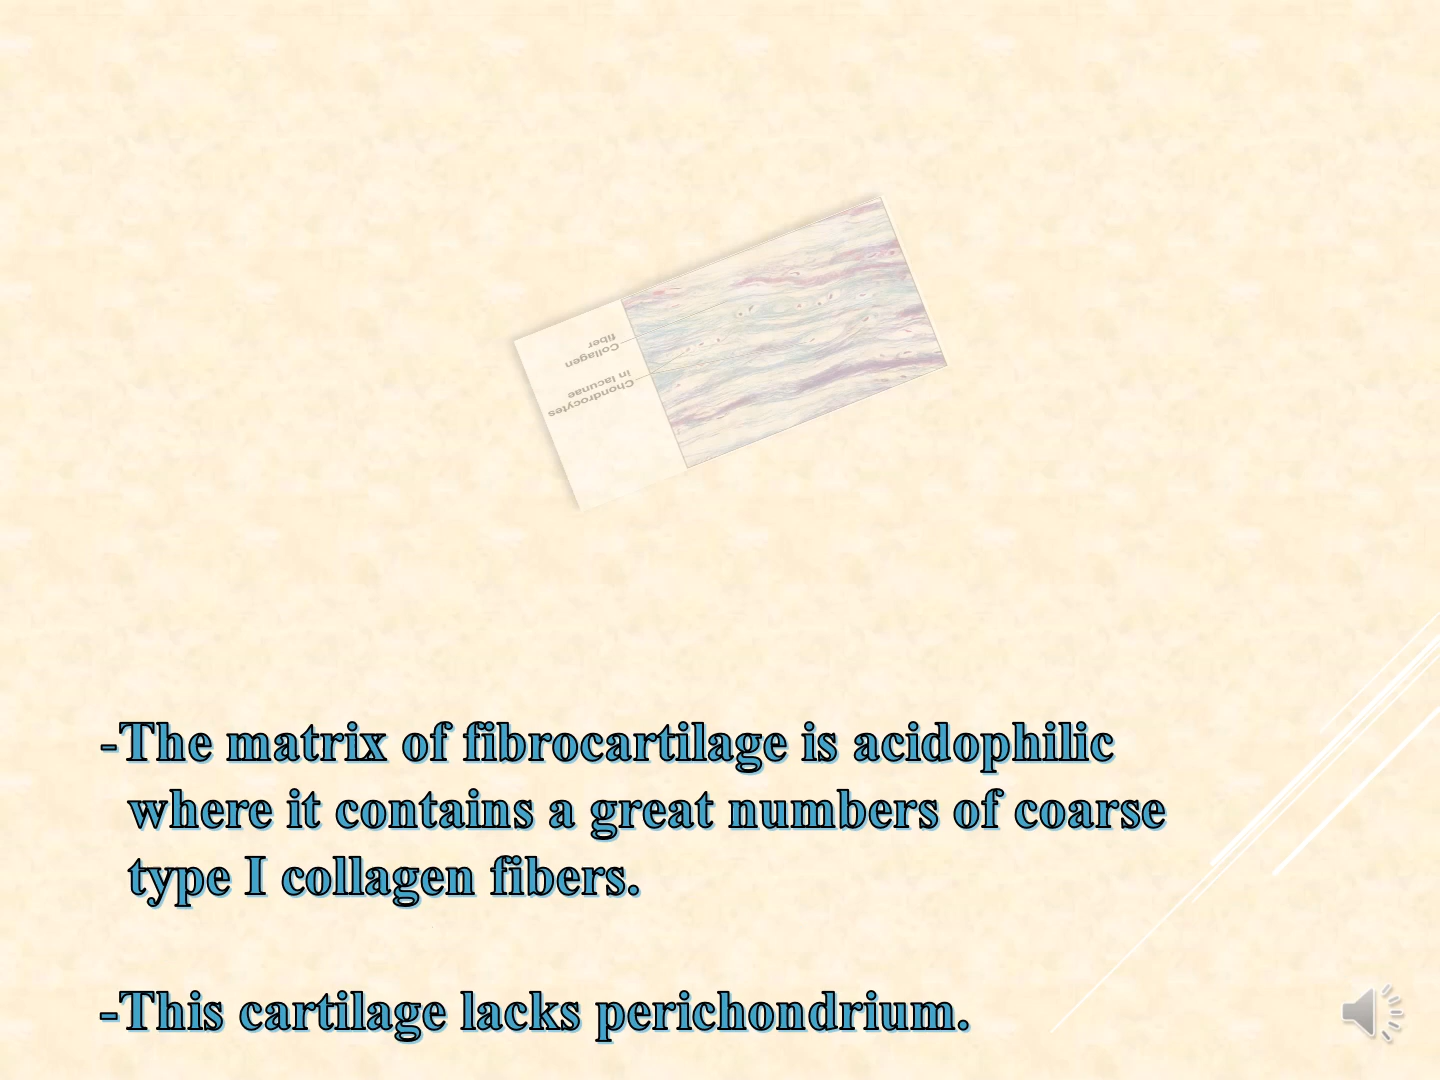 Collagen
fiber
Chondrocytes
in lacunae
-The matrix of fibrocartilage is acidophilic
where it contains a great numbers of coarse
type I collagen fibers.
-This cartilage lacks perichondrium.